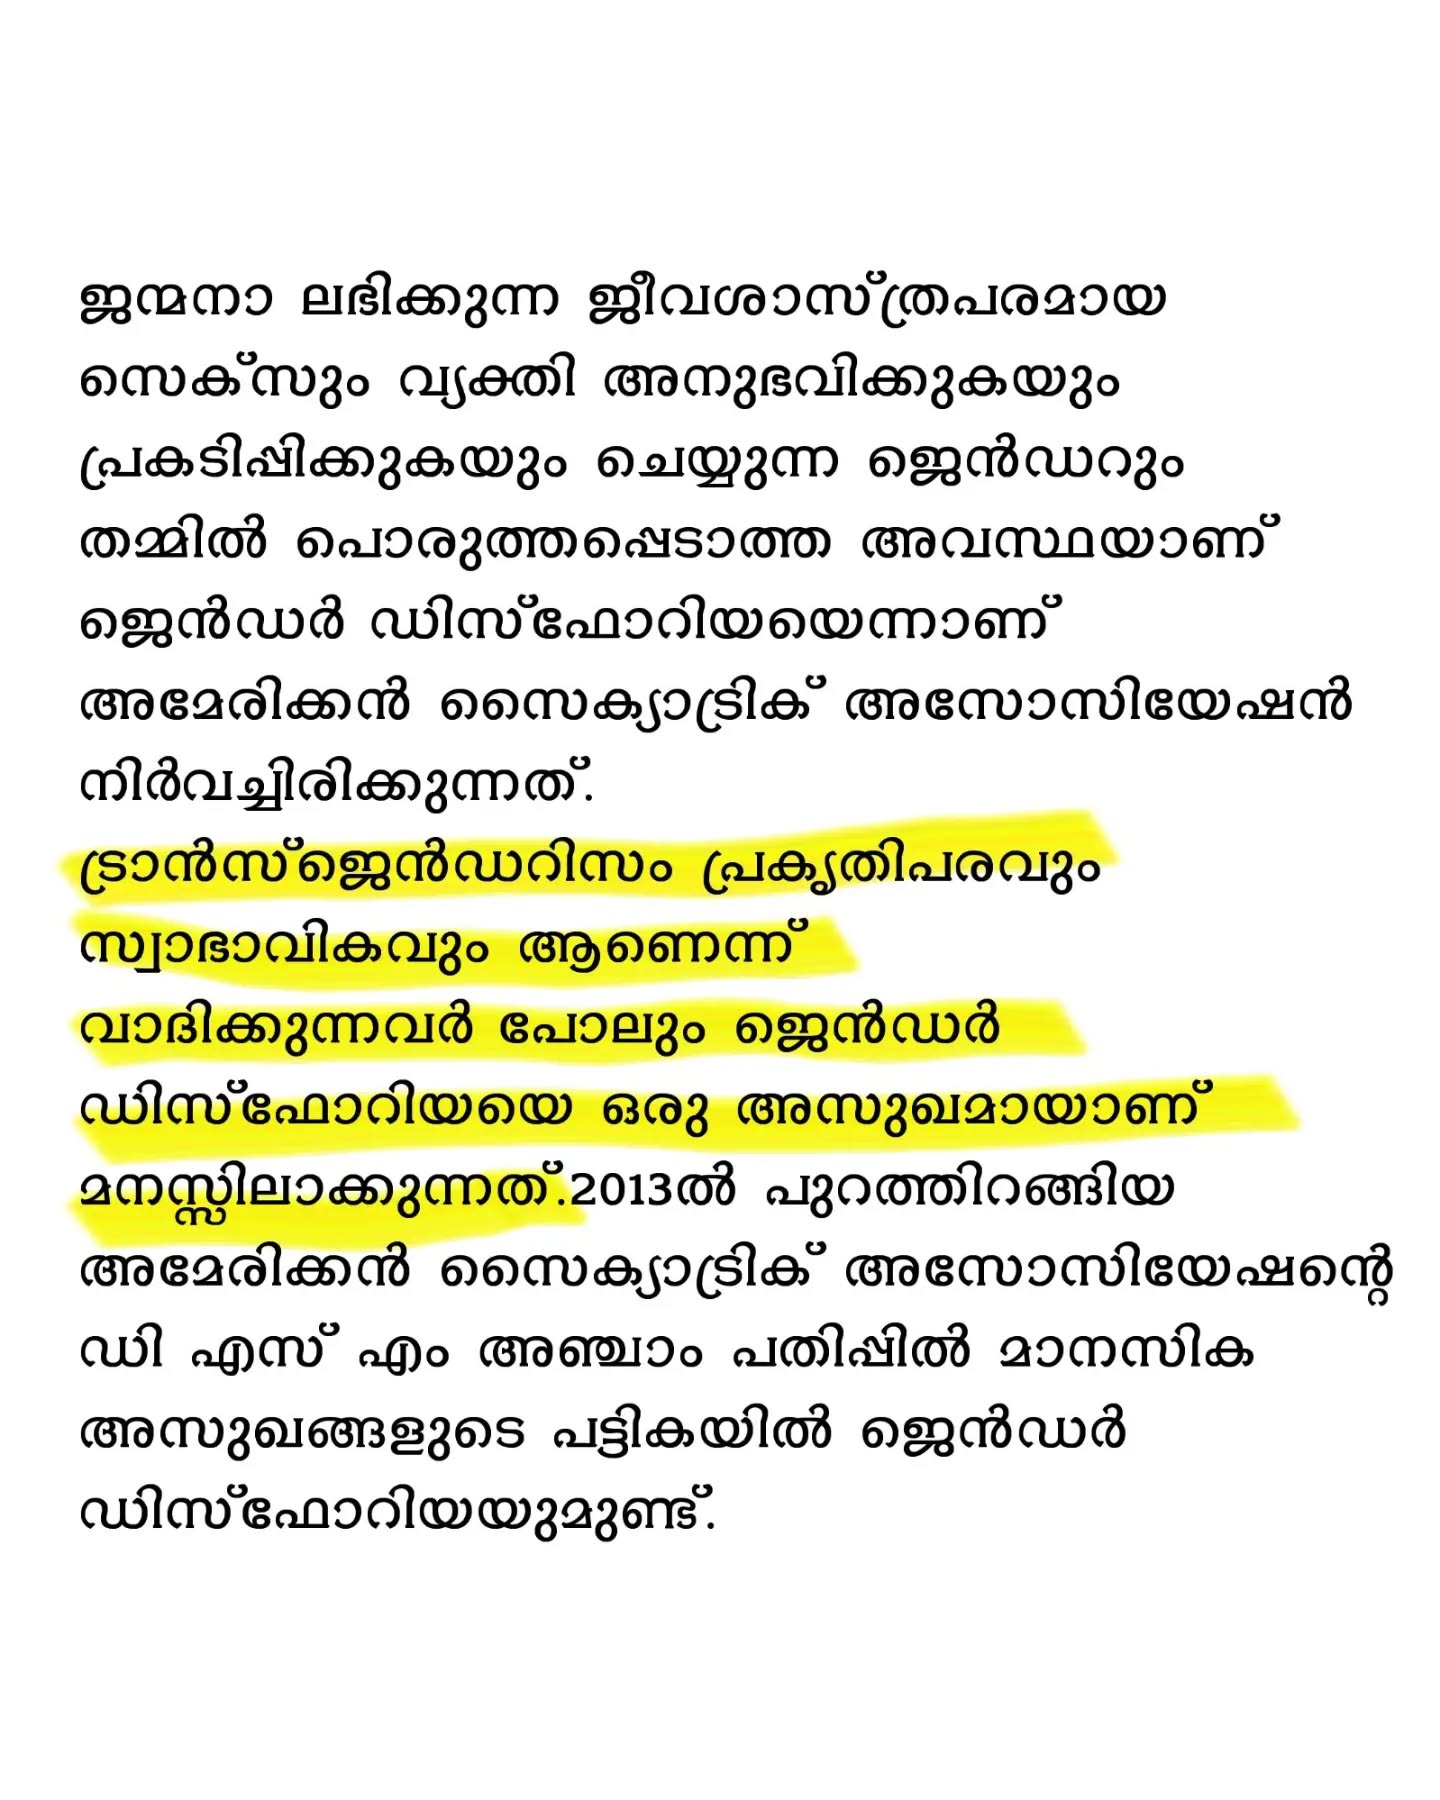 ജന്മനാ ലഭിക്കുന്ന ജീവശാസ്ത്രപരമായ
സെക്സും വ്യക്തി അനുഭവിക്കുകയും
പ്രകടിപ്പിക്കുകയും ചെയ്യുന്ന ജെൻഡറും
തമ്മിൽ പൊരുത്തപ്പെടാത്ത അവസ്ഥയാണ്
ജെൻഡർ ഡിസ്ഫോറിയയെന്നാണ്
അമേരിക്കൻ സൈക്യാട്രിക് അസോസിയേഷൻ
നിർവച്ചിരിക്കുന്നത്.
ട്രാൻസ്ജെൻഡറിസം പ്രകൃതിപരവും
സ്വാഭാവികവും ആണെന്ന്
വാദിക്കുന്നവർ പോലും ജെൻഡർ
ഡിസ്ഫോറിയയെ ഒരു അസുഖമായാണ്
മനസ്സിലാക്കുന്നത്.2013ൽ പുറത്തിറങ്ങിയ
അമേരിക്കൻ സൈക്യാട്രിക് അസോസിയേഷന്റെ
ഡി എസ് എം അഞ്ചാം പതിപ്പിൽ മാനസിക
അസുഖങ്ങളുടെ പട്ടികയിൽ ജെൻഡർ
ഡിസ്ഫോറിയയുമുണ്ട്.